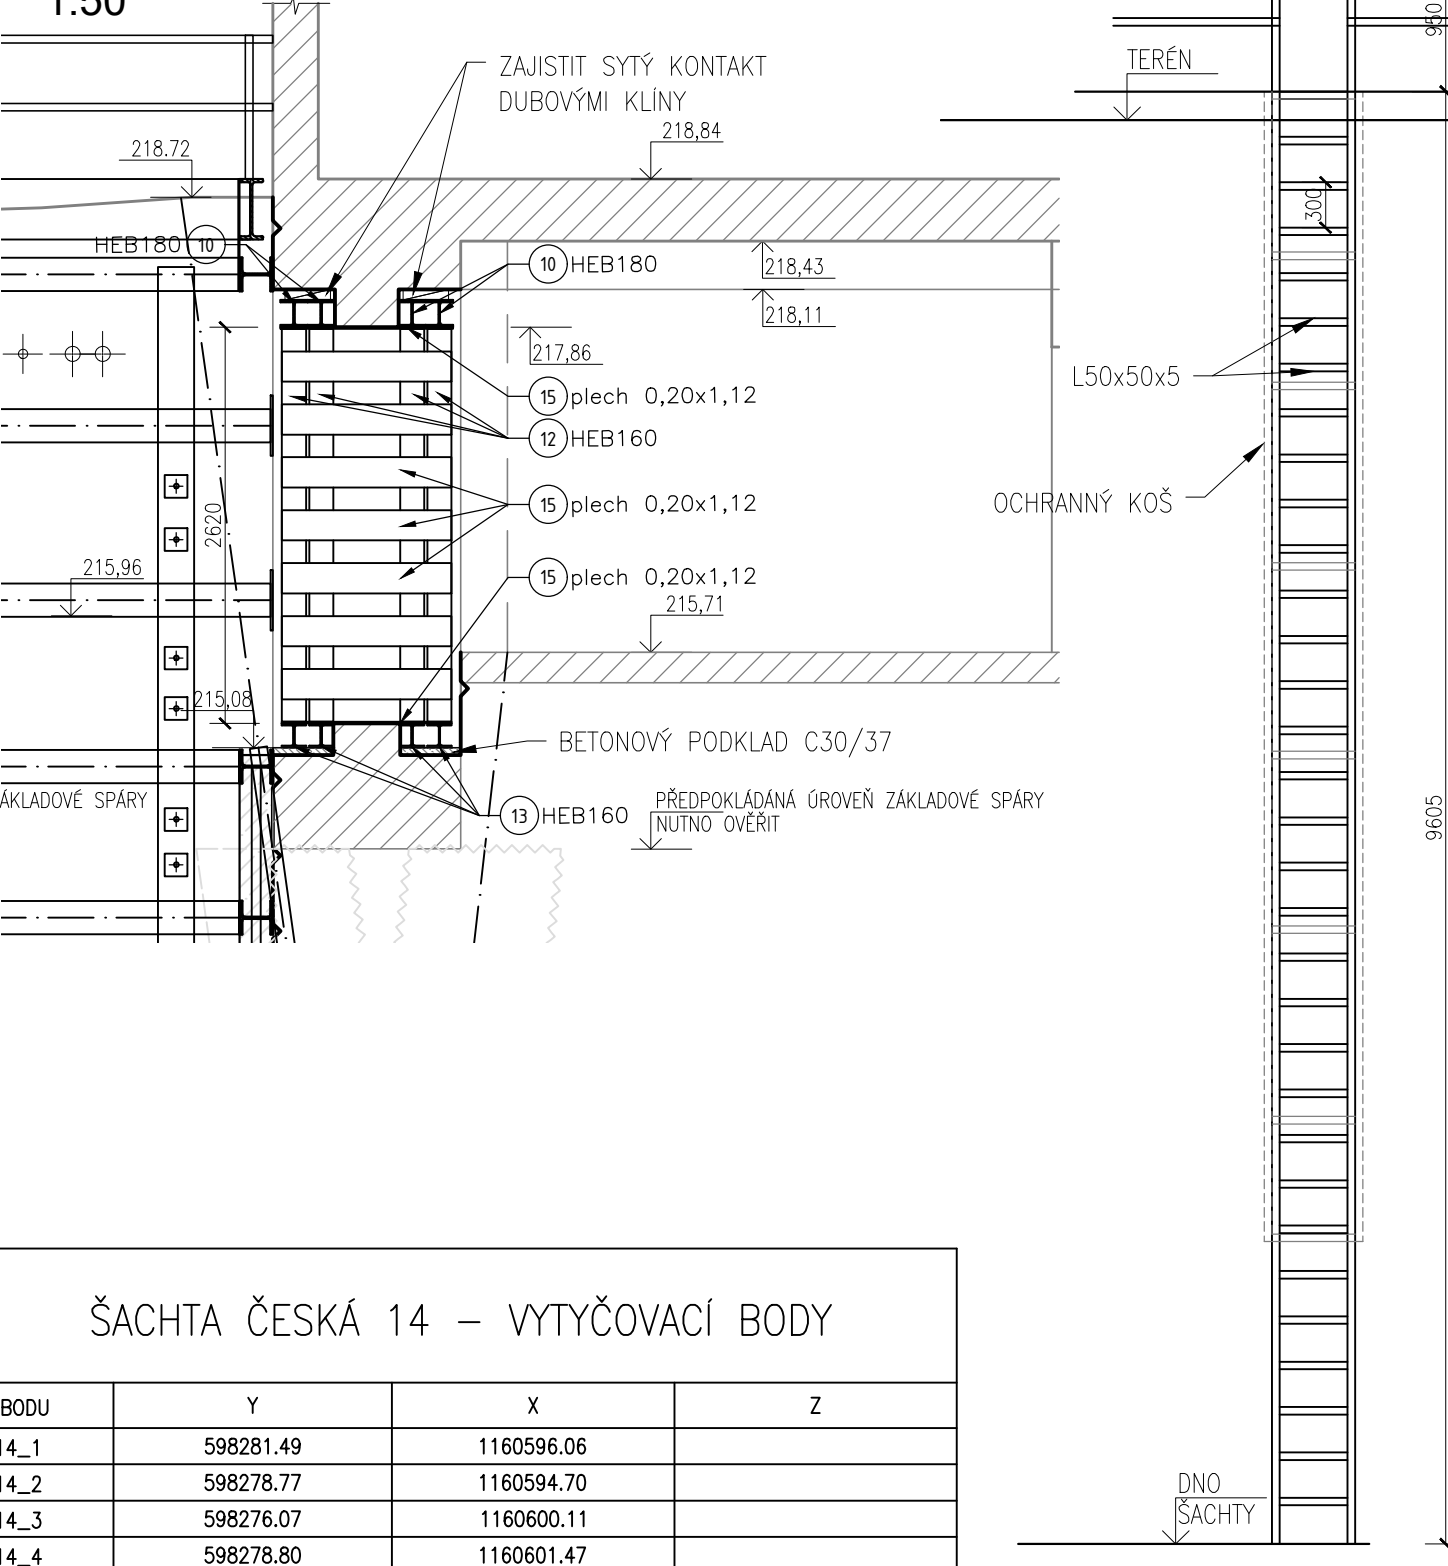 1:50
950
ZAJISTIT SYTÝ KONTAKT
DUBOVÝMI KLÍNY
TERÉN
218,84
218.72
300
HEB180 10
10 HEB180
218,43
218,11
217,86
L50x50x5
15 plech 0,20x1,12
12 HEB160
OCHRANNÝ KOŠ
15 plech 0,20x1,12
2620
215,96
15 plech 0,20x1,12
215,71
215,08
BETONOVÝ PODKLAD C30/37
ÁKLADOVÉ SPÁRY
13 HEB160
PŘEDPOKLÁDÁNÁ ÚROVEŇ ZÁKLADOVÉ SPÁRY
NUTNO OVĚŘIT
9605
ŠACHTA ČESKÁ 14 – VYTYČOVACÍ BODY
BODU Y X Z
14_1 598281.49 1160596.06
14_2 598278.77 1160594.70
14_3 598276.07 1160600.11
14_4 598278.80 1160601.47
DNO
ŠACHTY